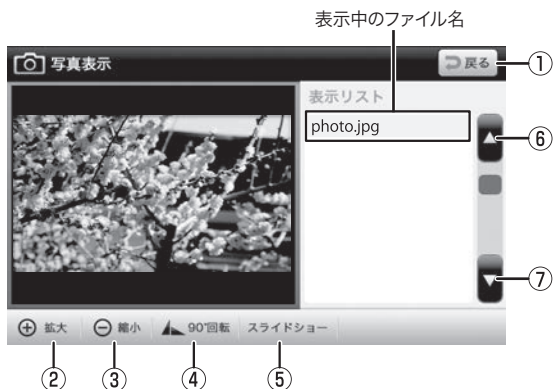 表示中のファイル名
写真表示
戻る
①
表示リスト
photo.jpg
⑥
⑦
拡大
縮小
90°回転
スライドショー
②
③
④
⑤